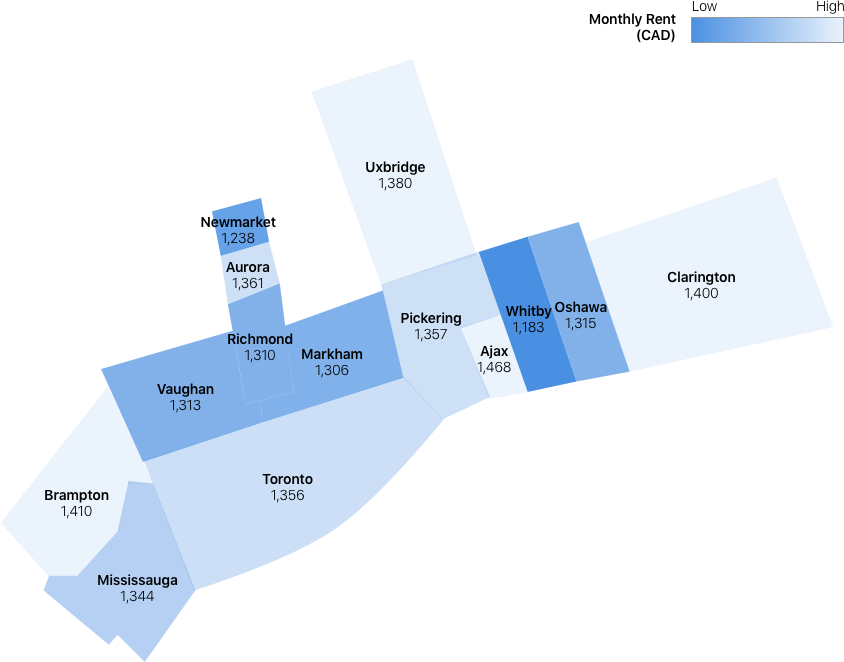 Low High
Monthly Rent
(CAD)
Uxbridge
1,380
Newmarket
1,238
Aurora
1,361
Clarington
1,400
Pickering
1,357
Whitby
1,183
Oshawa
1,315
Richmond
1,310
Markham
1,306
Ajax
1,468
Vaughan
1,313
Toronto
1,356
Brampton
1,410
Mississauga
1,344